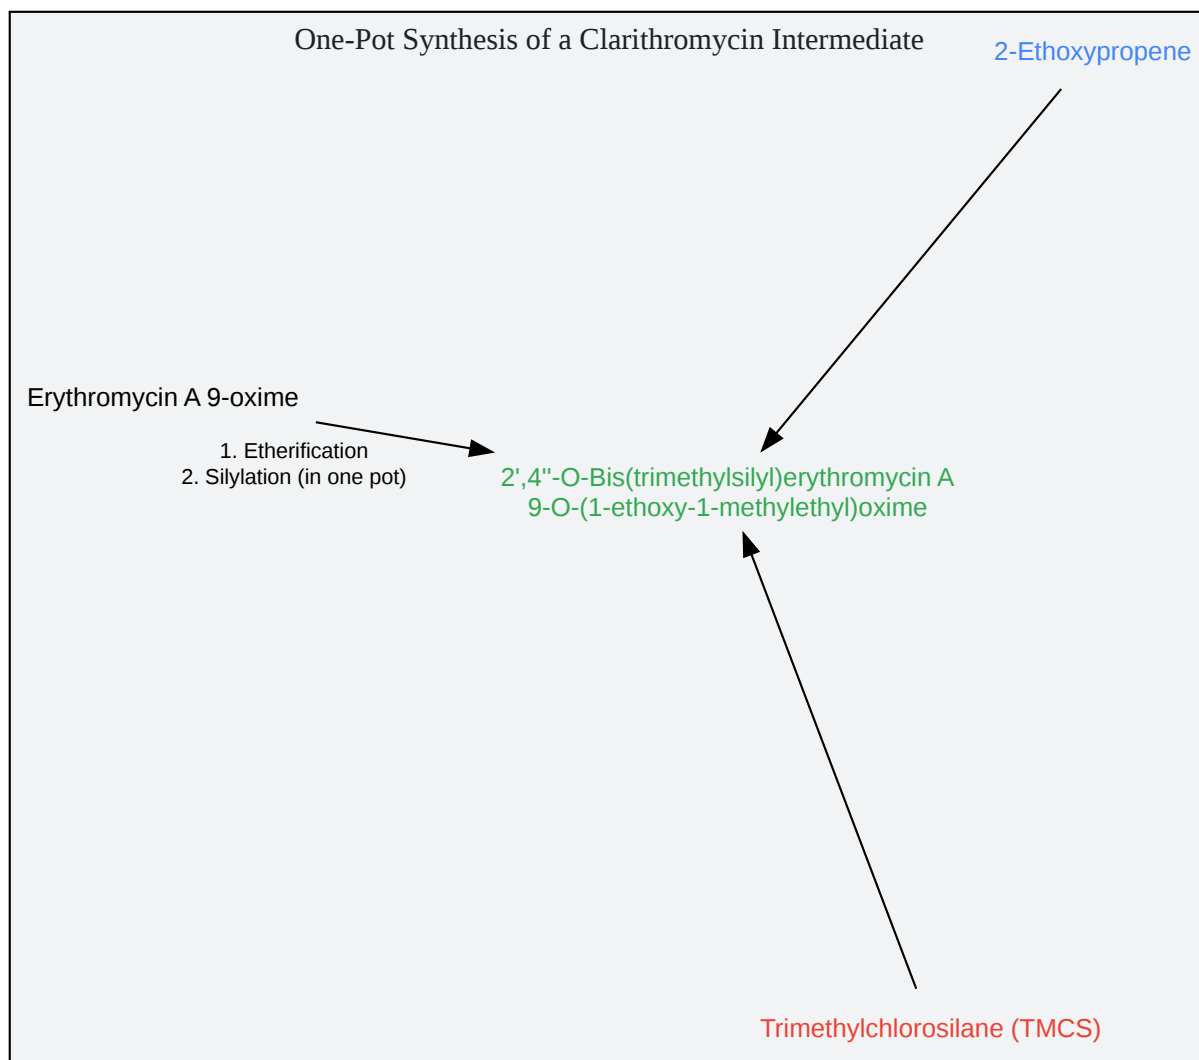 One-Pot Synthesis of a Clarithromycin Intermediate
2-Ethoxypropene
Erythromycin A 9-oxime
1. Etherification
2. Silylation (in one pot)
2',4''-O-Bis(trimethylsilyl)erythromycin A
9-O-(1-ethoxy-1-methylethyl)oxime
Trimethylchlorosilane (TMCS)